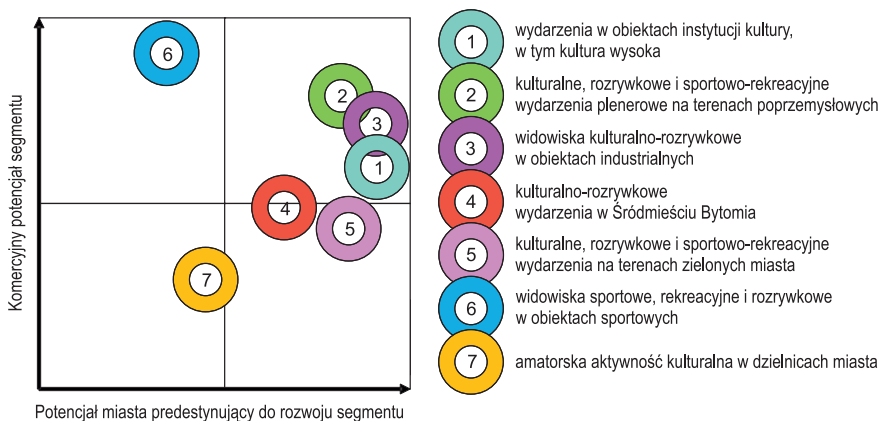 Komercyjny potencjał segmentu
6
2
3
1
4
5
7
Potencjał miasta predestynujący do rozwoju segmentu
1
wydarzenia w obiektach instytucji kultury,
w tym kultura wysoka
2
kulturalne, rozrywkowe i sportowo-rekreacyjne
wydarzenia plenerowe na terenach poprzemysłowych
3
widowiska kulturalno-rozrywkowe
w obiektach industrialnych
4
kulturalno-rozrywkowe
wydarzenia w Śródmieściu Bytomia
5
kulturalne, rozrywkowe i sportowo-rekreacyjne
wydarzenia na terenach zielonych miasta
6
widowiska sportowe, rekreacyjne i rozrywkowe
w obiektach sportowych
7
amatorska aktywność kulturalna w dzielnicach miasta